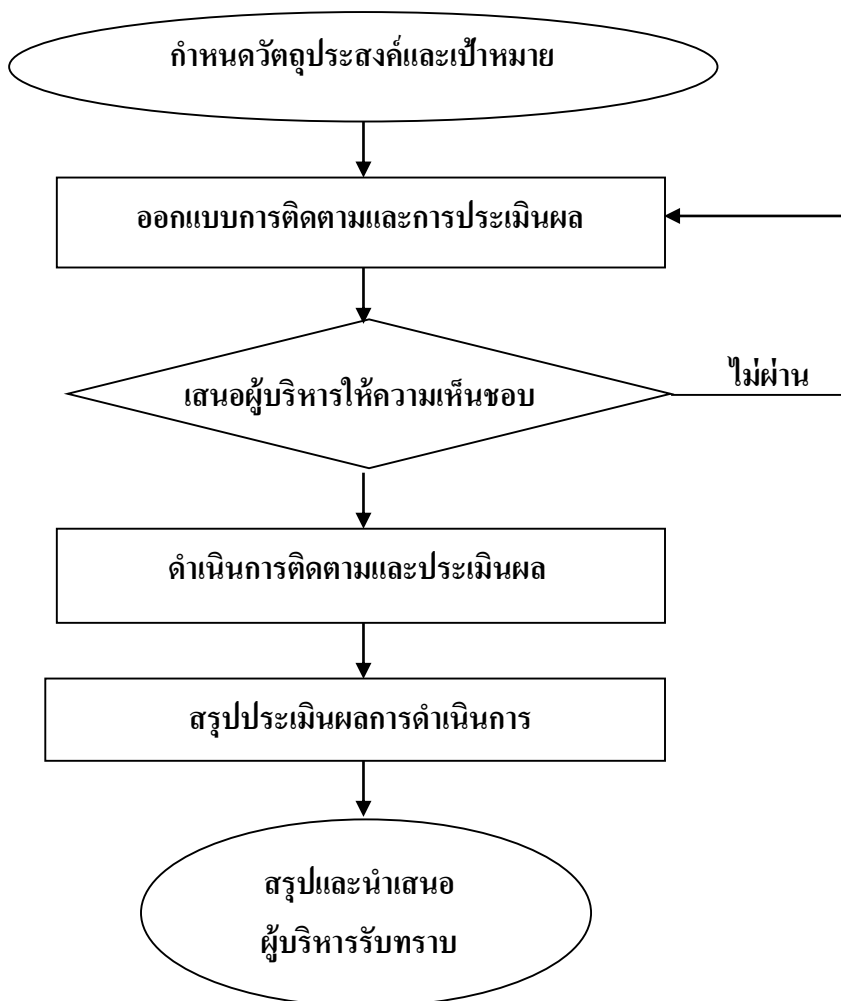 กำหนดวัตถุประสงค์และเป้าหมาย
ออกแบบการติดตามและการประเมินผล
เสนอผู้บริหารให้ความเห็นชอบ
ไม่ผ่าน
ดำเนินการติดตามและประเมินผล
สรุปประเมินผลการดำเนินการ
สรุปและนำเสนอ
ผู้บริหารรับทราบ